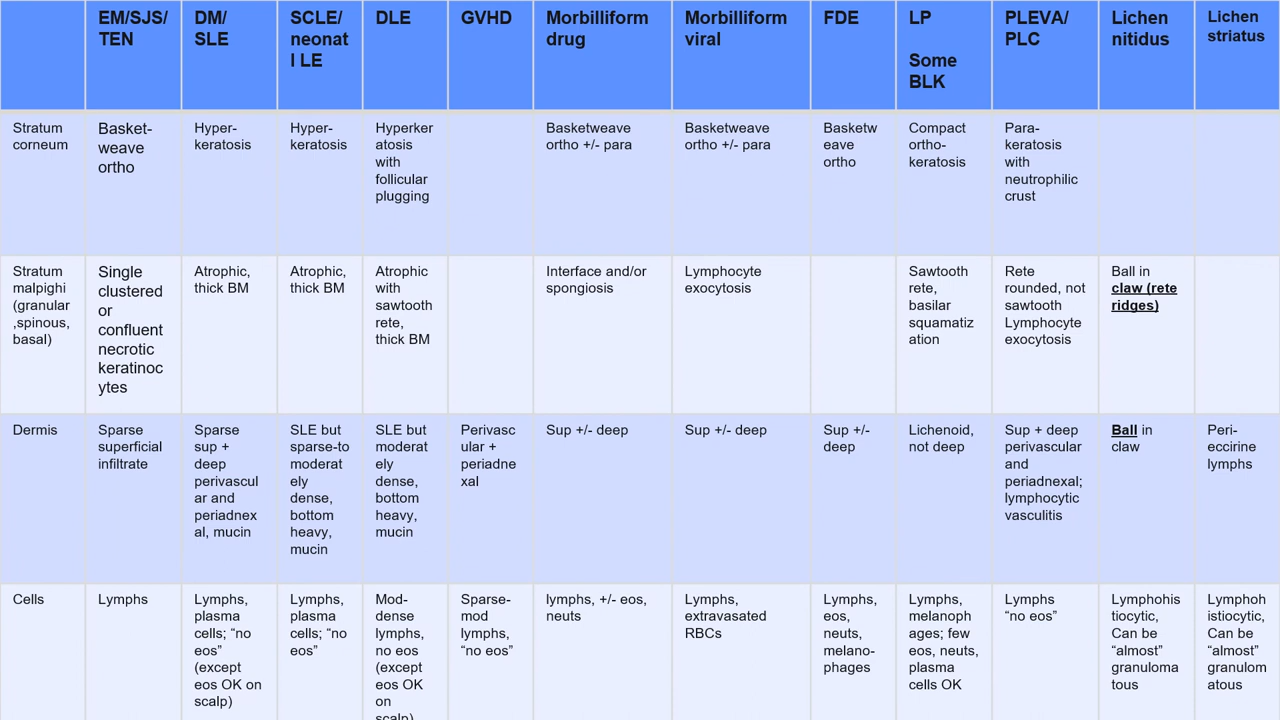 EM/SJS/
TEN
DM/
SLE
SCLE/
neonat
l LE
DLE
GVHD
Morbilliform
drug
Morbilliform
viral
FDE
LP
Some
BLK
PLEVA/
PLC
Lichen
nitidus
Lichen
striatus
Stratum
corneum
Basket-
weave
ortho
Hyper-
keratosis
Hyper-
keratosis
Hyperker
atosis
with
follicular
plugging
Basketweave
ortho +/- para
Basketweave
ortho +/- para
Basketw
eave
ortho
Compact
ortho-
keratosis
Para-
keratosis
with
neutrophilic
crust
Stratum
malpighi
(granular
,spinous,
basal)
Single
clustered
or
confluent
necrotic
keratinoc
ytes
Atrophic,
thick BM
Atrophic,
thick BM
Atrophic
with
sawtooth
rete,
thick BM
Interface and/or
spongiosis
Lymphocyte
exocytosis
Sawtooth
rete,
basilar
squamatiz
ation
Rete
rounded, not
sawtooth
Lymphocyte
exocytosis
Ball in
claw (rete
ridges)
Dermis
Sparse
superficial
infiltrate
Sparse
sup +
deep
perivascul
ar and
periadnex
al, mucin
SLE but
sparse-to
moderat
ely
dense,
bottom
heavy,
mucin
SLE but
moderat
ely
dense,
bottom
heavy,
mucin
Perivasc
ular +
periadne
xal
Sup +/- deep
Sup +/- deep
Sup +/-
deep
Lichenoid,
not deep
Sup + deep
perivascular
and
periadnexal;
lymphocytic
vasculitis
Ball in
claw
Peri-
eccirine
lymphs
Cells
Lymphs
Lymphs,
plasma
cells; “no
eos”
(except
eos OK on
scalp)
Lymphs,
plasma
cells; “no
eos”
Mod-
dense
lymphs,
no eos
(except
eos OK
on
scalp)
Sparse-
mod
lymphs,
“no eos”
lymphs, +/- eos,
neuts
Lymphs,
extravasated
RBCs
Lymphs,
eos,
neuts,
melano-
phages
Lymphs,
melanoph
ages; few
eos, neuts,
plasma
cells OK
Lymphs
“no eos”
Lymphohis
tiocytic,
Can be
“almost”
granuloma
tous
Lymphoh
istiocytic,
Can be
“almost”
granulom
atous